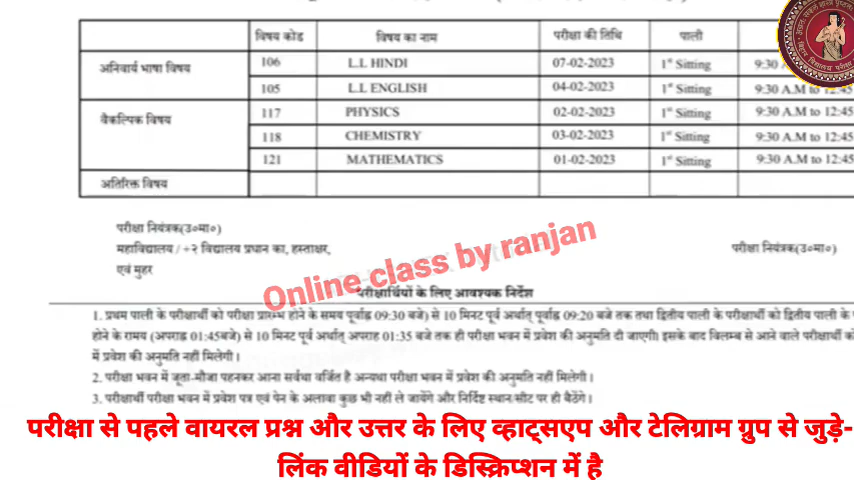 विषय कोड विषय का नाम परीक्षा की तिथि पाली
अनिवार्य भाषा विषय 106 L.L HINDI 07-02-2023 1st Sitting 9:30 A
105 L.L ENGLISH 04-02-2023 1st Sitting 9:30 A.M to 12:45
वैकल्पिक विषय 117 PHYSICS 02-02-2023 1st Sitting 9:30 A.M to 12:45
118 CHEMISTRY 03-02-2023 1st Sitting 9:30 A.M to 12:45
121 MATHEMATICS 01-02-2023 1st Sitting 9:30 A.M to 12:45
अतिरिक्त विषय
परीक्षा नियंत्रक(उ०मा०)
महाविद्यालय / +२ विद्यालय प्रधान का, हस्ताक्षर, परीक्षा नियंत्रक(उ०मा०)
एवं मुहर
Online class by ranjan
परीक्षार्थियों के लिए आवश्यक निर्देश
1. प्रथम पाली के परीक्षार्थी को परीक्षा प्रारम्भ होने के समय पूर्वाह्न 09:30 बजे) से 10 मिनट पूर्व अर्थात् पूर्वाह्न 09:20 बजे तक तथा द्वितीय पाली के परीक्षार्थी को द्वितीय पाली के
होने के रामय (अपराह्न 01:45बजे) से 10 मिनट पूर्व अर्थात् अपराह्न 01:35 बजे तक ही परीक्षा भवन में प्रवेश की अनुमति दी जाएगी। इसके बाद विलम्ब से आने वाले परीक्षार्थी को
में प्रवेश की अनुमति नहीं मिलेगी।
2. परीक्षा भवन में जूता-मौजा पहनकर आना सर्वथा वर्जित है अन्यथा परीक्षा भवन में प्रवेश की अनुमति नहीं मिलेगी।
3. परीक्षार्थी परीक्षा भवन में प्रवेश पत्र एवं पेन के अलावा कुछ भी नहीं ले जायेंगे और निर्दिष्ट स्थान/सीट पर ही बैठेंगे।
परीक्षा से पहले वायरल प्रश्न और उत्तर के लिए व्हाट्सएप और टेलिग्राम ग्रुप से जुड़े-
लिंक वीडियों के डिस्क्रिप्शन में है